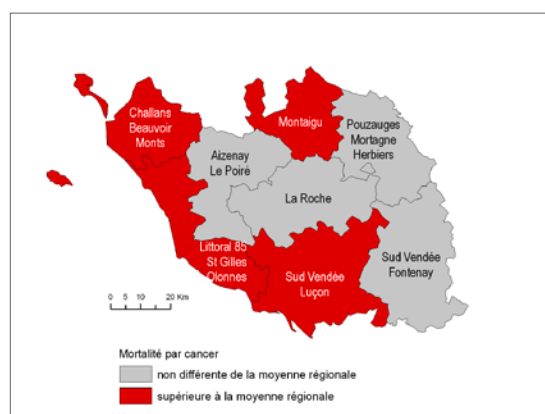 Challans
Beauvoir
Monts
Montaigu
Pouzauges
Mortagne
Herbiers
Aizenay
Le Poiré
La Roche
Littoral 85
St Gilles
Olonnes
Sud Vendée
Luçon
Sud Vendée
Fontenay
0 5 10 20 Km
Mortalité par cancer
non différente de la moyenne régionale
supérieure à la moyenne régionale